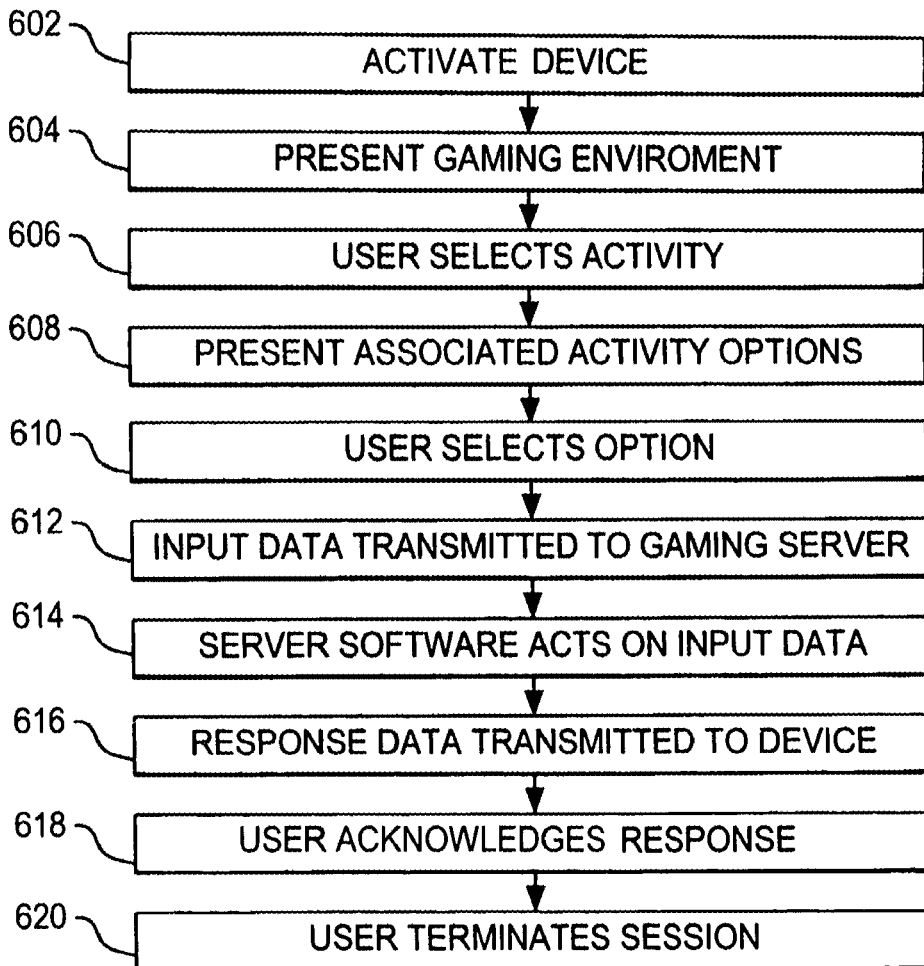 602 ACTIVATE DEVICE
604 PRESENT GAMING ENVIROMENT
606 USER SELECTS ACTIVITY
608 PRESENT ASSOCIATED ACTIVITY OPTIONS
610 USER SELECTS OPTION
612 INPUT DATA TRANSMITTED TO GAMING SERVER
614 SERVER SOFTWARE ACTS ON INPUT DATA
616 RESPONSE DATA TRANSMITTED TO DEVICE
618 USER ACKNOWLEDGES RESPONSE
620 USER TERMINATES SESSION